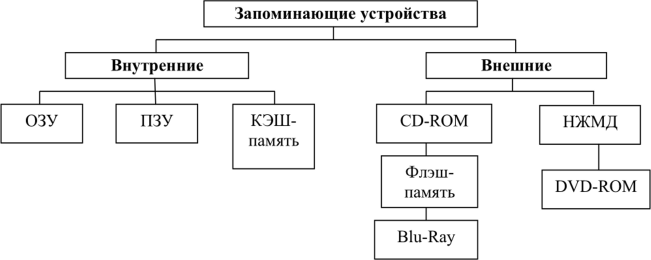 Запоминающие устройства
Внутренние
Внешние
ОЗУ
ПЗУ
КЭШ-
память
CD-ROM
НЖМД
Флэш-
память
DVD-ROM
Blu-Ray